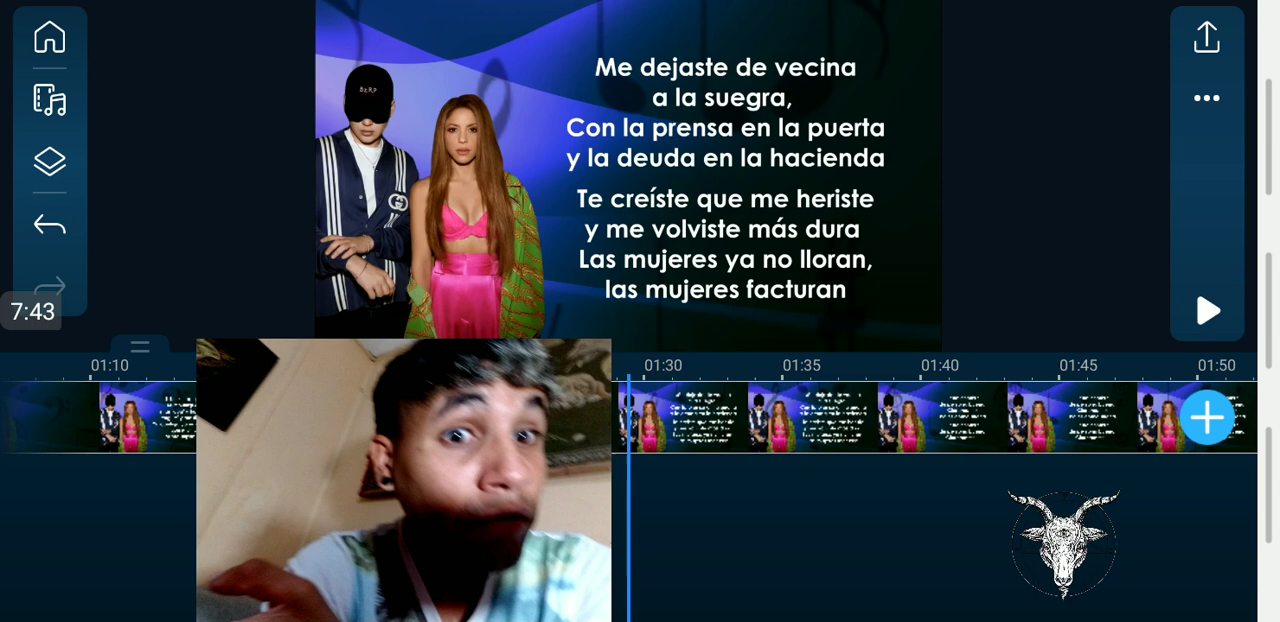 BZRP
Me dejaste de vecina
a la suegra,
Con la prensa en la puerta
y la deuda en la hacienda
Te creíste que me heriste
y me volviste más dura
Las mujeres ya no lloran,
las mujeres facturan
7:43
01:10
01:30
01:35
01:40
01:45
01:50